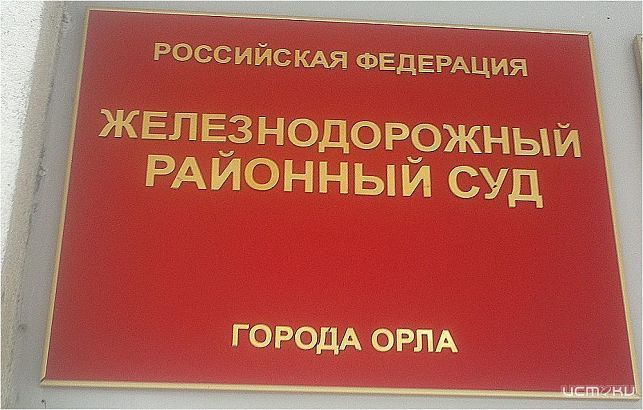 РОССИЙСКАЯ ФЕДЕРАЦИЯ
ЖЕЛЕЗНОДОРОЖНЫЙ
РАЙОННЫЙ СУД
ГОРОДА ОРЛА